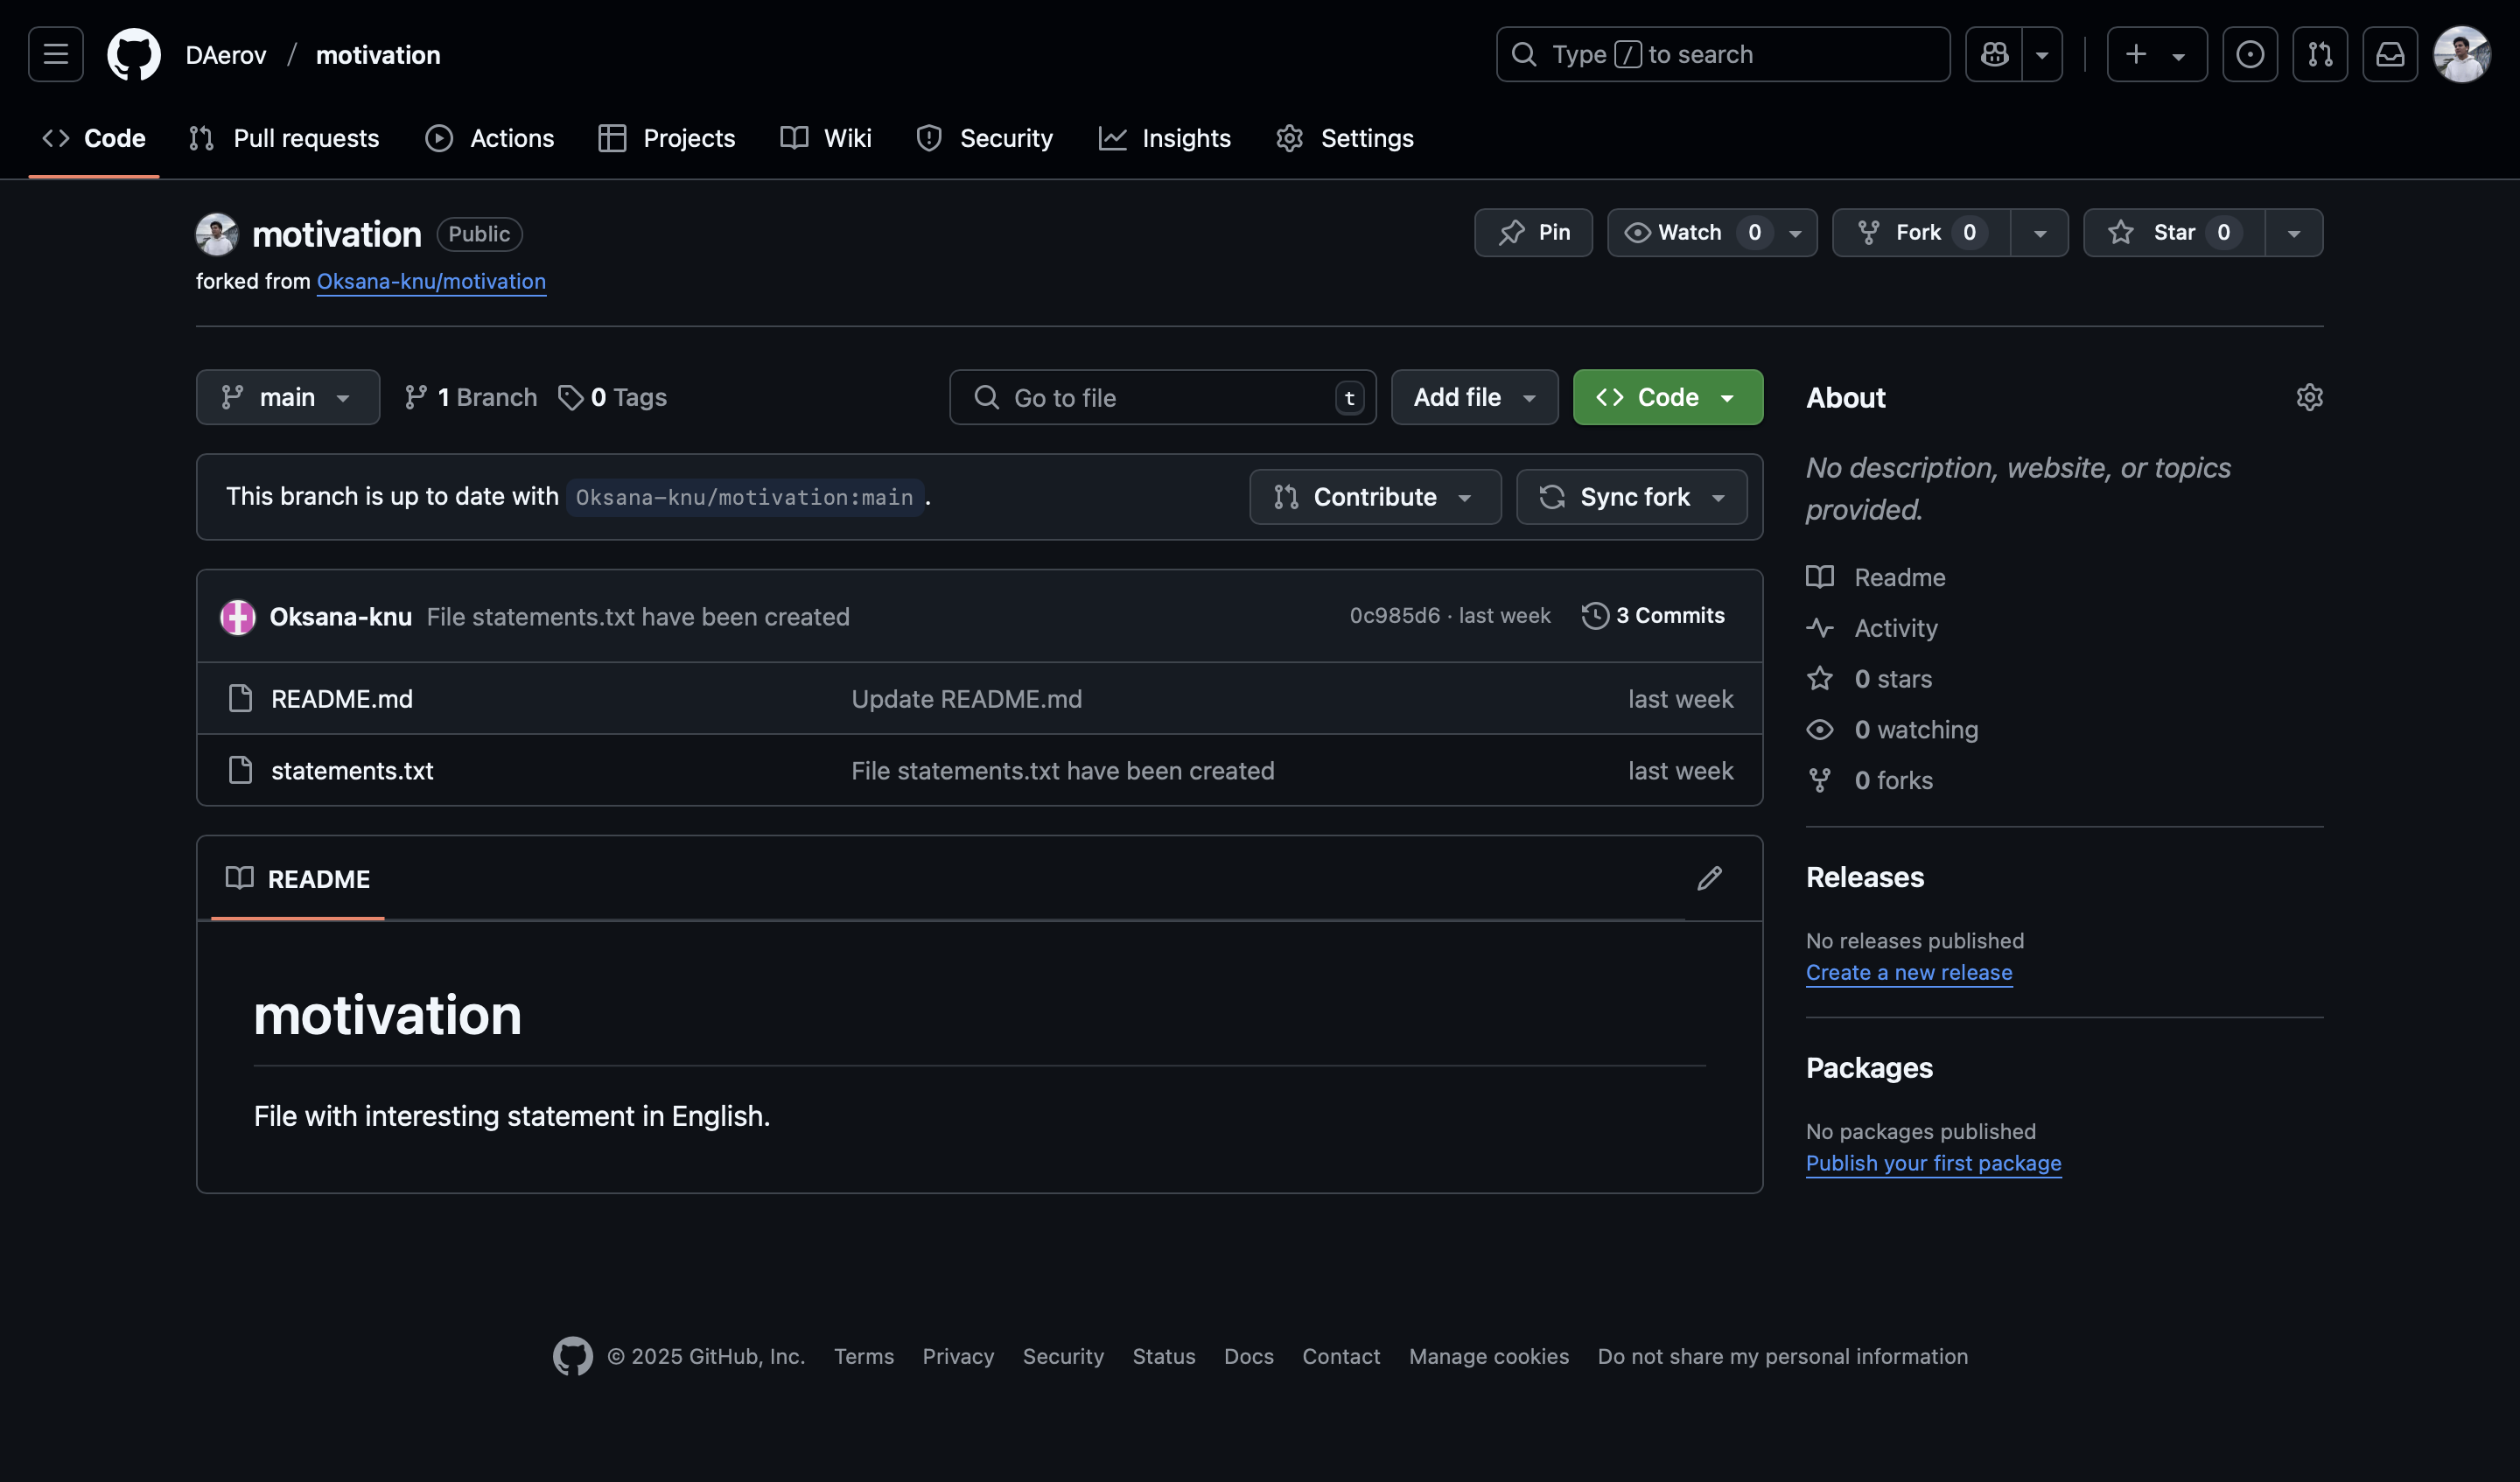 DAerov / motivation
Type / to search
Code Pull requests Actions Projects Wiki Security Insights Settings
motivation Public
Pin Watch 0 Fork 0 Star 0
forked from Oksana-knu/motivation
main 1 Branch 0 Tags
Go to file t Add file Code
This branch is up to date with Oksana-knu/motivation:main.
Contribute Sync fork
Oksana-knu File statements.txt have been created 0c985d6 · last week 3 Commits
README.md Update README.md last week
statements.txt File statements.txt have been created last week
README
motivation
File with interesting statement in English.
About
No description, website, or topics
provided.
Readme
Activity
0 stars
0 watching
0 forks
Releases
No releases published
Create a new release
Packages
No packages published
Publish your first package
© 2025 GitHub, Inc. Terms Privacy Security Status Docs Contact Manage cookies Do not share my personal information